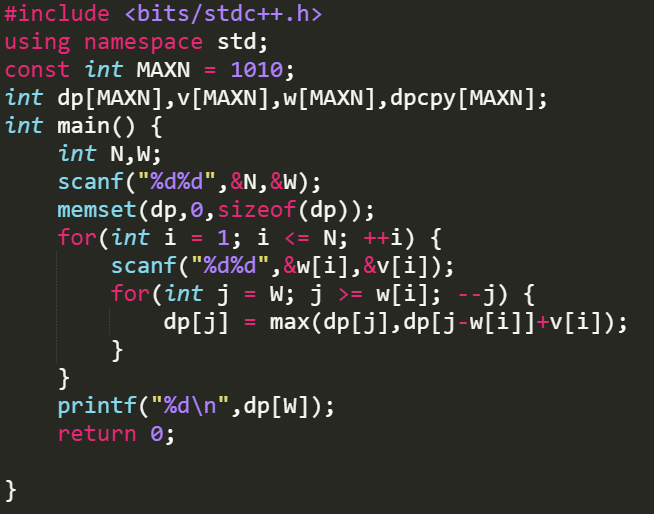 #include <bits/stdc++.h>
using namespace std;
const int MAXN = 1010;
int dp[MAXN],v[MAXN],w[MAXN],dpcpy[MAXN];
int main() {
    int N,W;
    scanf("%d%d",&N,&W);
    memset(dp,0,sizeof(dp));
    for(int i = 1; i <= N; ++i) {
        scanf("%d%d",&w[i],&v[i]);
        for(int j = W; j >= w[i]; --j) {
            dp[j] = max(dp[j],dp[j-w[i]]+v[i]);
        }
    }
    printf("%d\n",dp[W]);
    return 0;

}